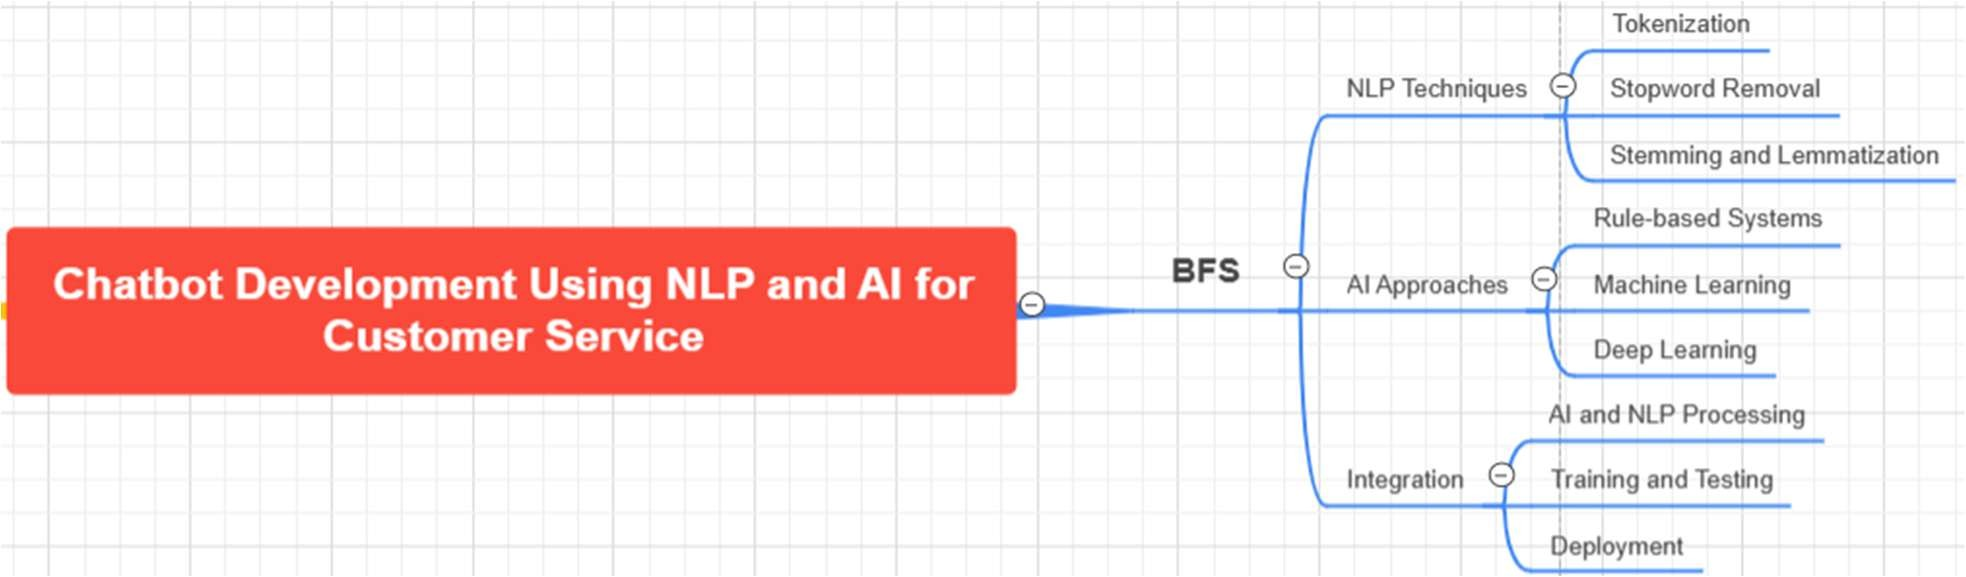 Chatbot Development Using NLP and AI for
Customer Service
BFS
NLP Techniques
Tokenization
Stopword Removal
Stemming and Lemmatization
AI Approaches
Rule-based Systems
Machine Learning
Deep Learning
Integration
AI and NLP Processing
Training and Testing
Deployment